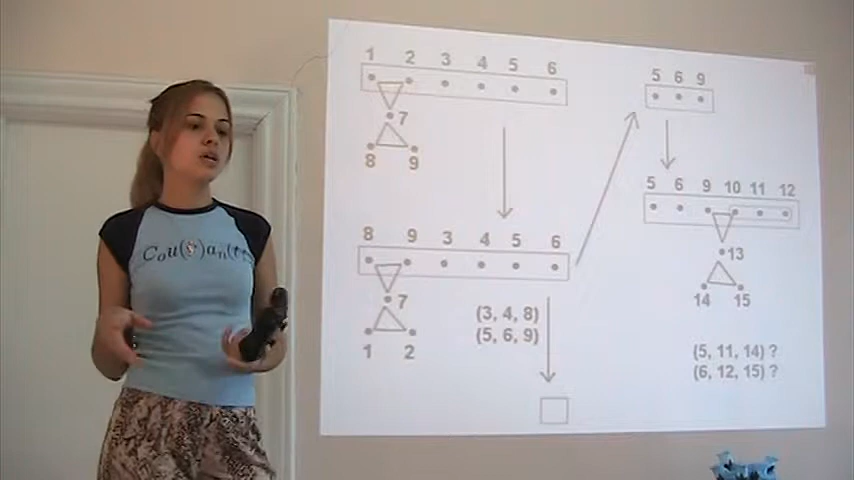 1 2 3 4 5 6
7
8 9
8 9 3 4 5 6
7
1 2
(3, 4, 8)
(5, 6, 9)
5 6 9
5 6 9 10 11 12
13
14 15
(5, 11, 14) ?
(6, 12, 15) ?